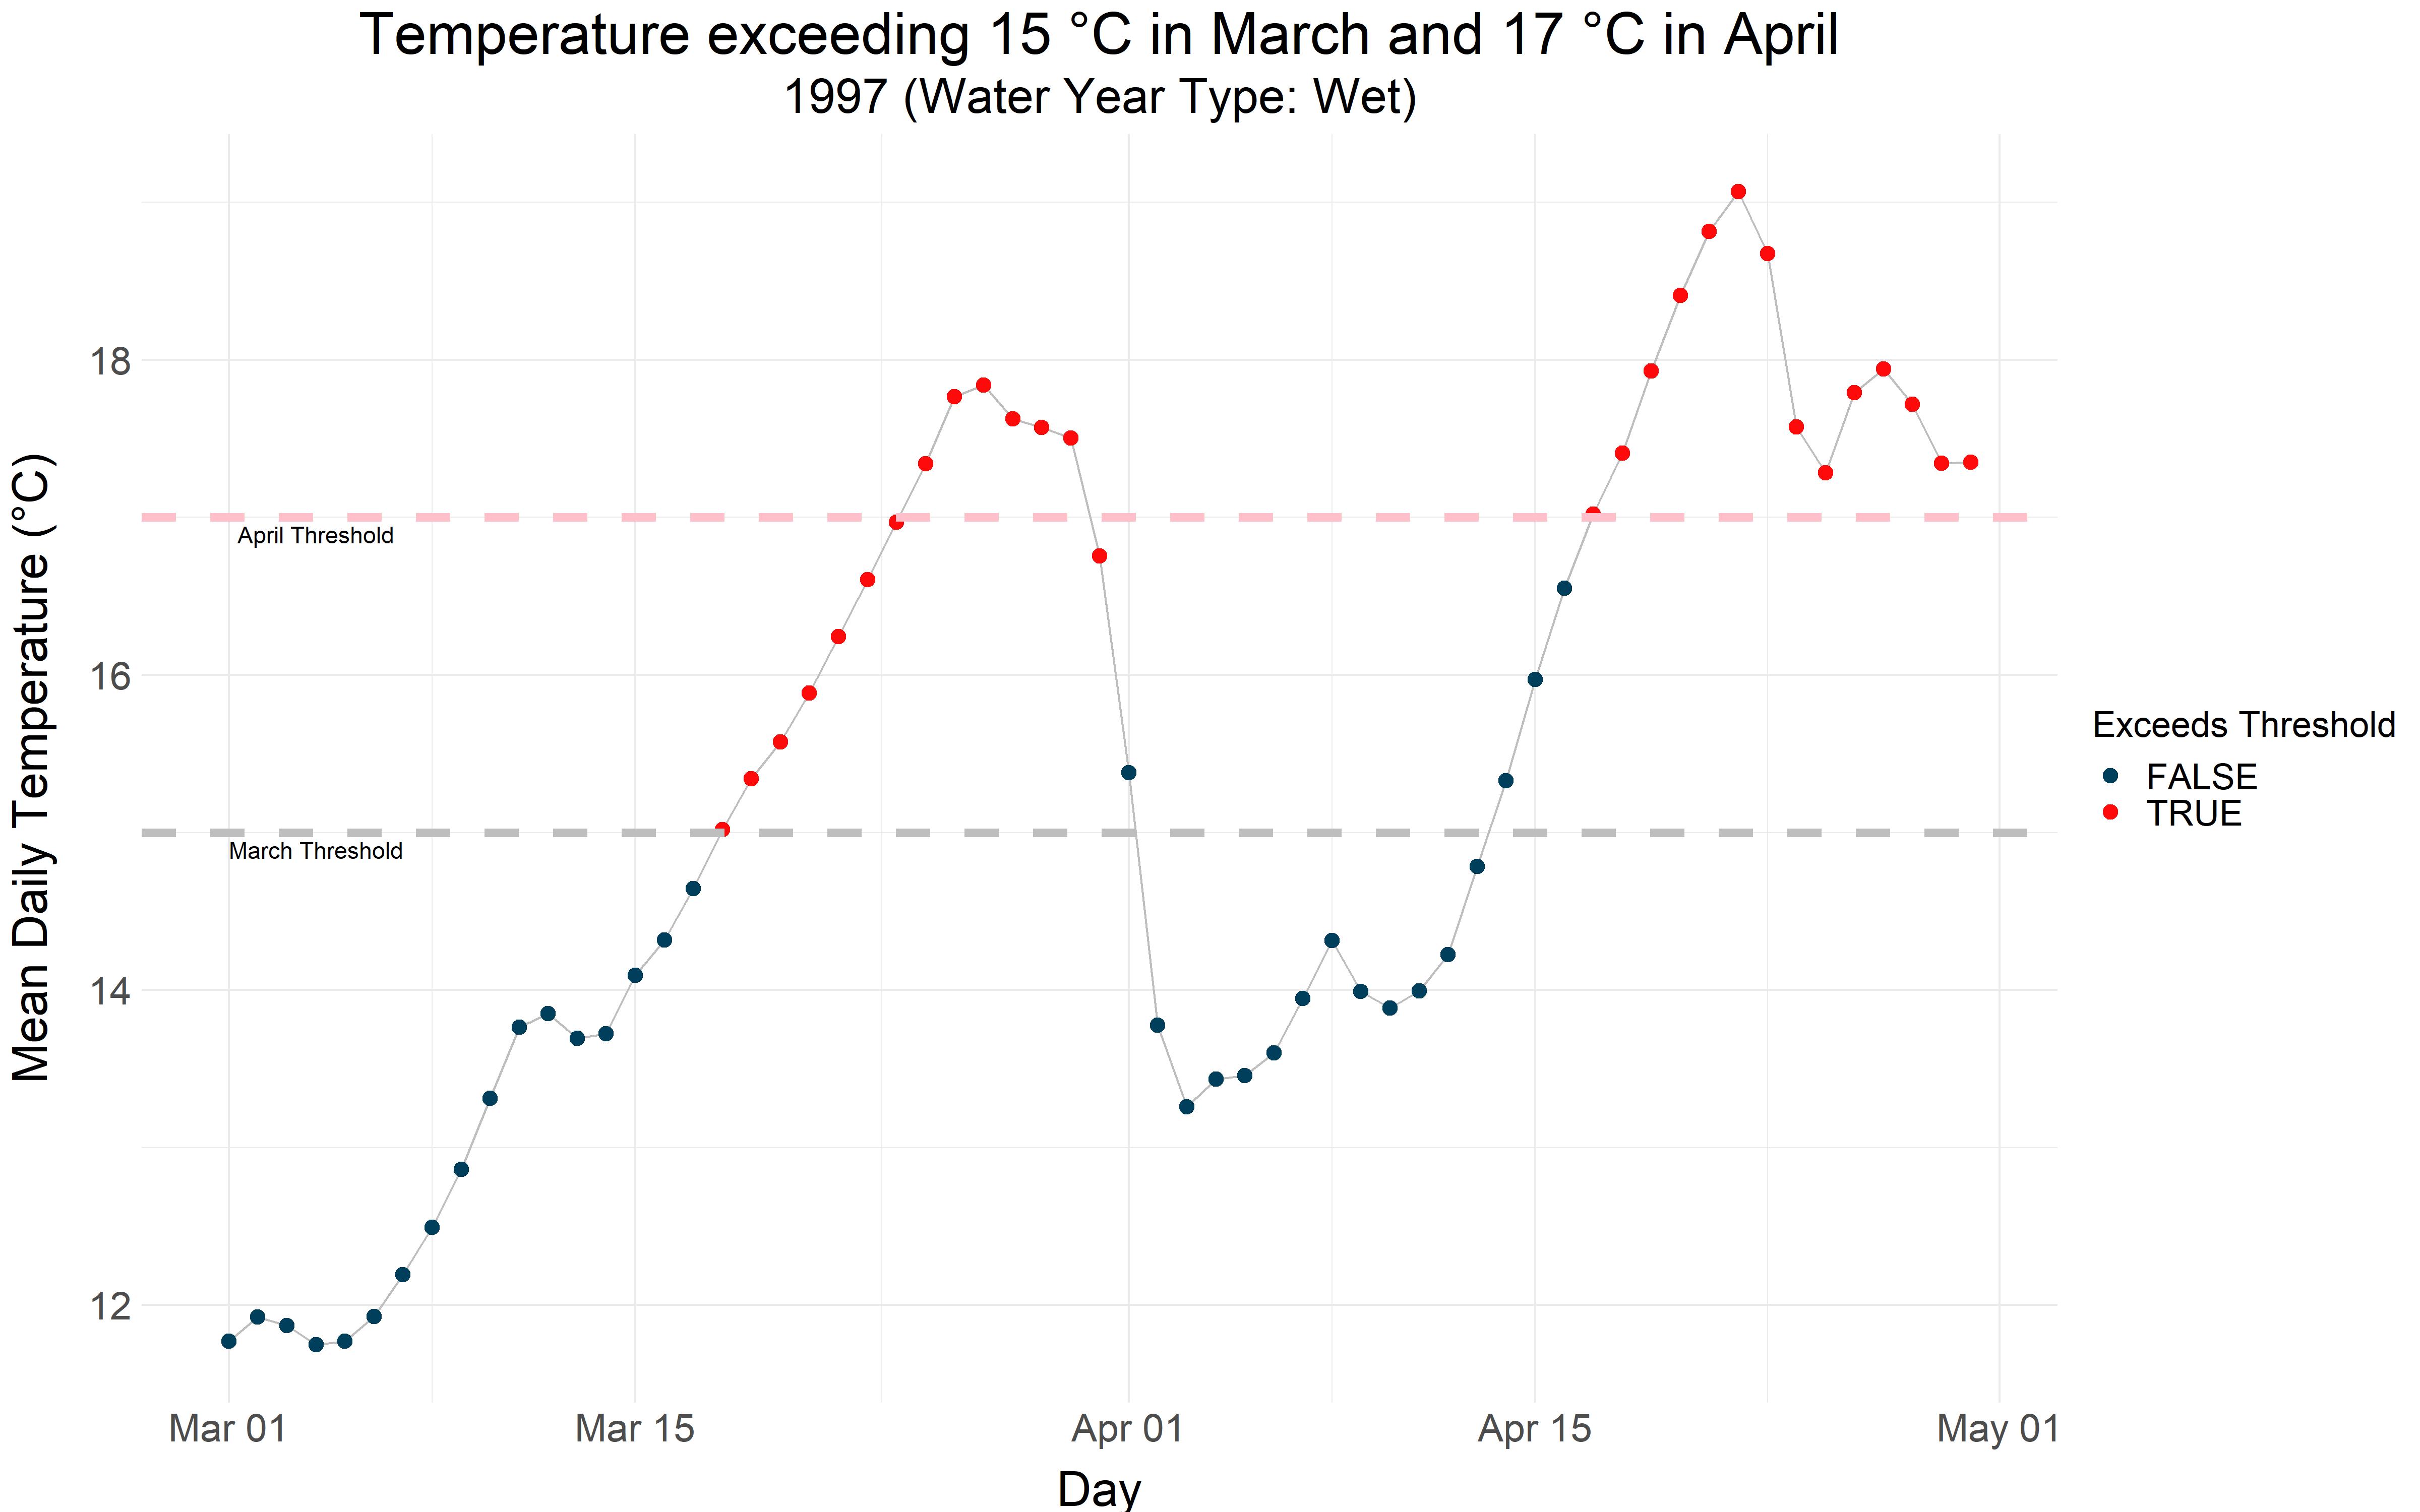 Temperature exceeding 15 °C in March and 17 °C in April
1997 (Water Year Type: Wet)
Mean Daily Temperature (°C)
18
16
14
12
April Threshold
March Threshold
Exceeds Threshold
FALSE
TRUE
Mar 01
Mar 15
Apr 01
Apr 15
May 01
Day